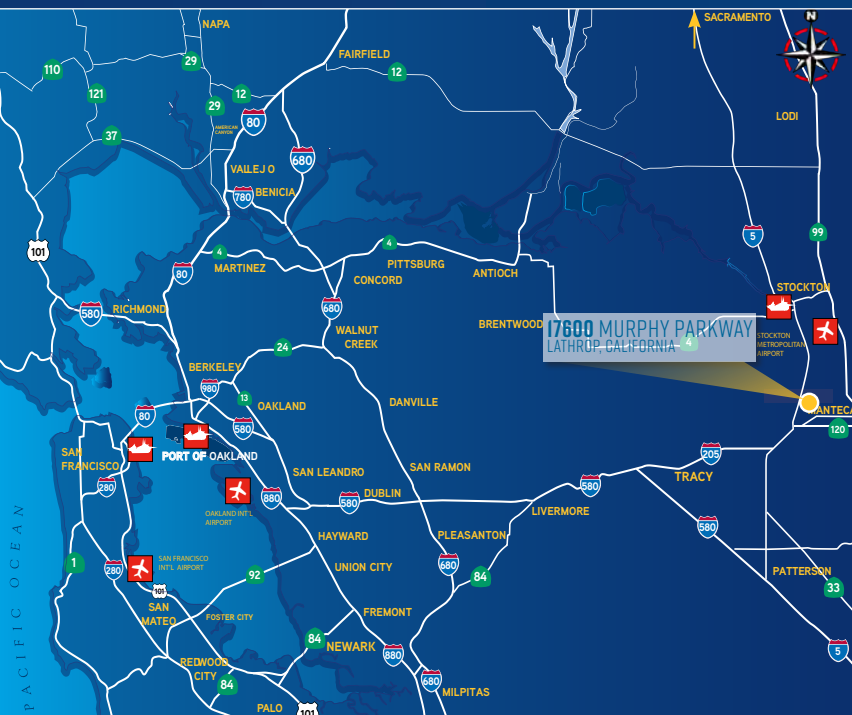 SACRAMENTO
NAPA
N
FAIRFIELD
29
110
12
121
12
29
LODI
80
AMERICAN
CANYON
37
680
VALLEJO
780
BENICIA
99
5
101
4
4
PITTSBURG
MARTINEZ
80
ANTIOCH
CONCORD
STOCKTON
680
RICHMOND
580
BRENTWOOD
17600 MURPHY PARKWAY
LATHROP, CALIFORNIA
4
STOCKTON
METROPOLITAN
AIRPORT
WALNUT
CREEK
24
BERKELEY
980
13
OAKLAND
DANVILLE
MANTECA
80
580
120
SAN
FRANCISCO
PORT OF OAKLAND
205
SAN LEANDRO
SAN RAMON
TRACY
280
880
580
DUBLIN
580
OAKLAND INT'L
AIRPORT
LIVERMORE
580
HAYWARD
PLEASANTON
1
280
SAN FRANCISCO
INT'L AIRPORT
UNION CITY
680
92
84
PATTERSON
33
101
SAN
MATEO
FOSTER CITY
FREMONT
84
NEWARK
5
880
REDWOOD
CITY
84
680
MILPITAS
PALO
101
PACIFIC OCEAN